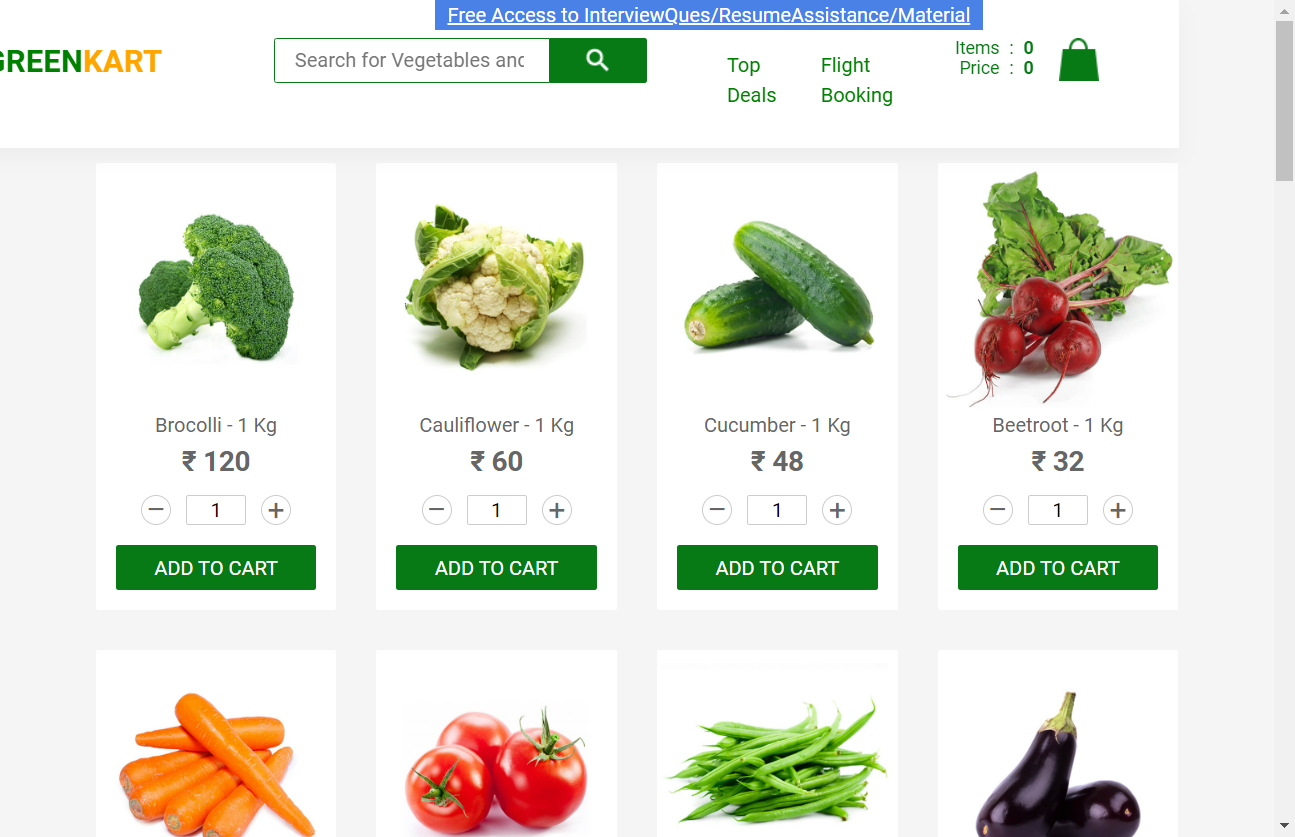 Free Access to InterviewQues/ResumeAssistance/Material
GREENKART
Search for Vegetables and
Top
Deals
Flight
Booking
Items : 0
Price : 0
Brocolli - 1 Kg
₹ 120
1
ADD TO CART
Cauliflower - 1 Kg
₹ 60
1
ADD TO CART
Cucumber - 1 Kg
₹ 48
1
ADD TO CART
Beetroot - 1 Kg
₹ 32
1
ADD TO CART